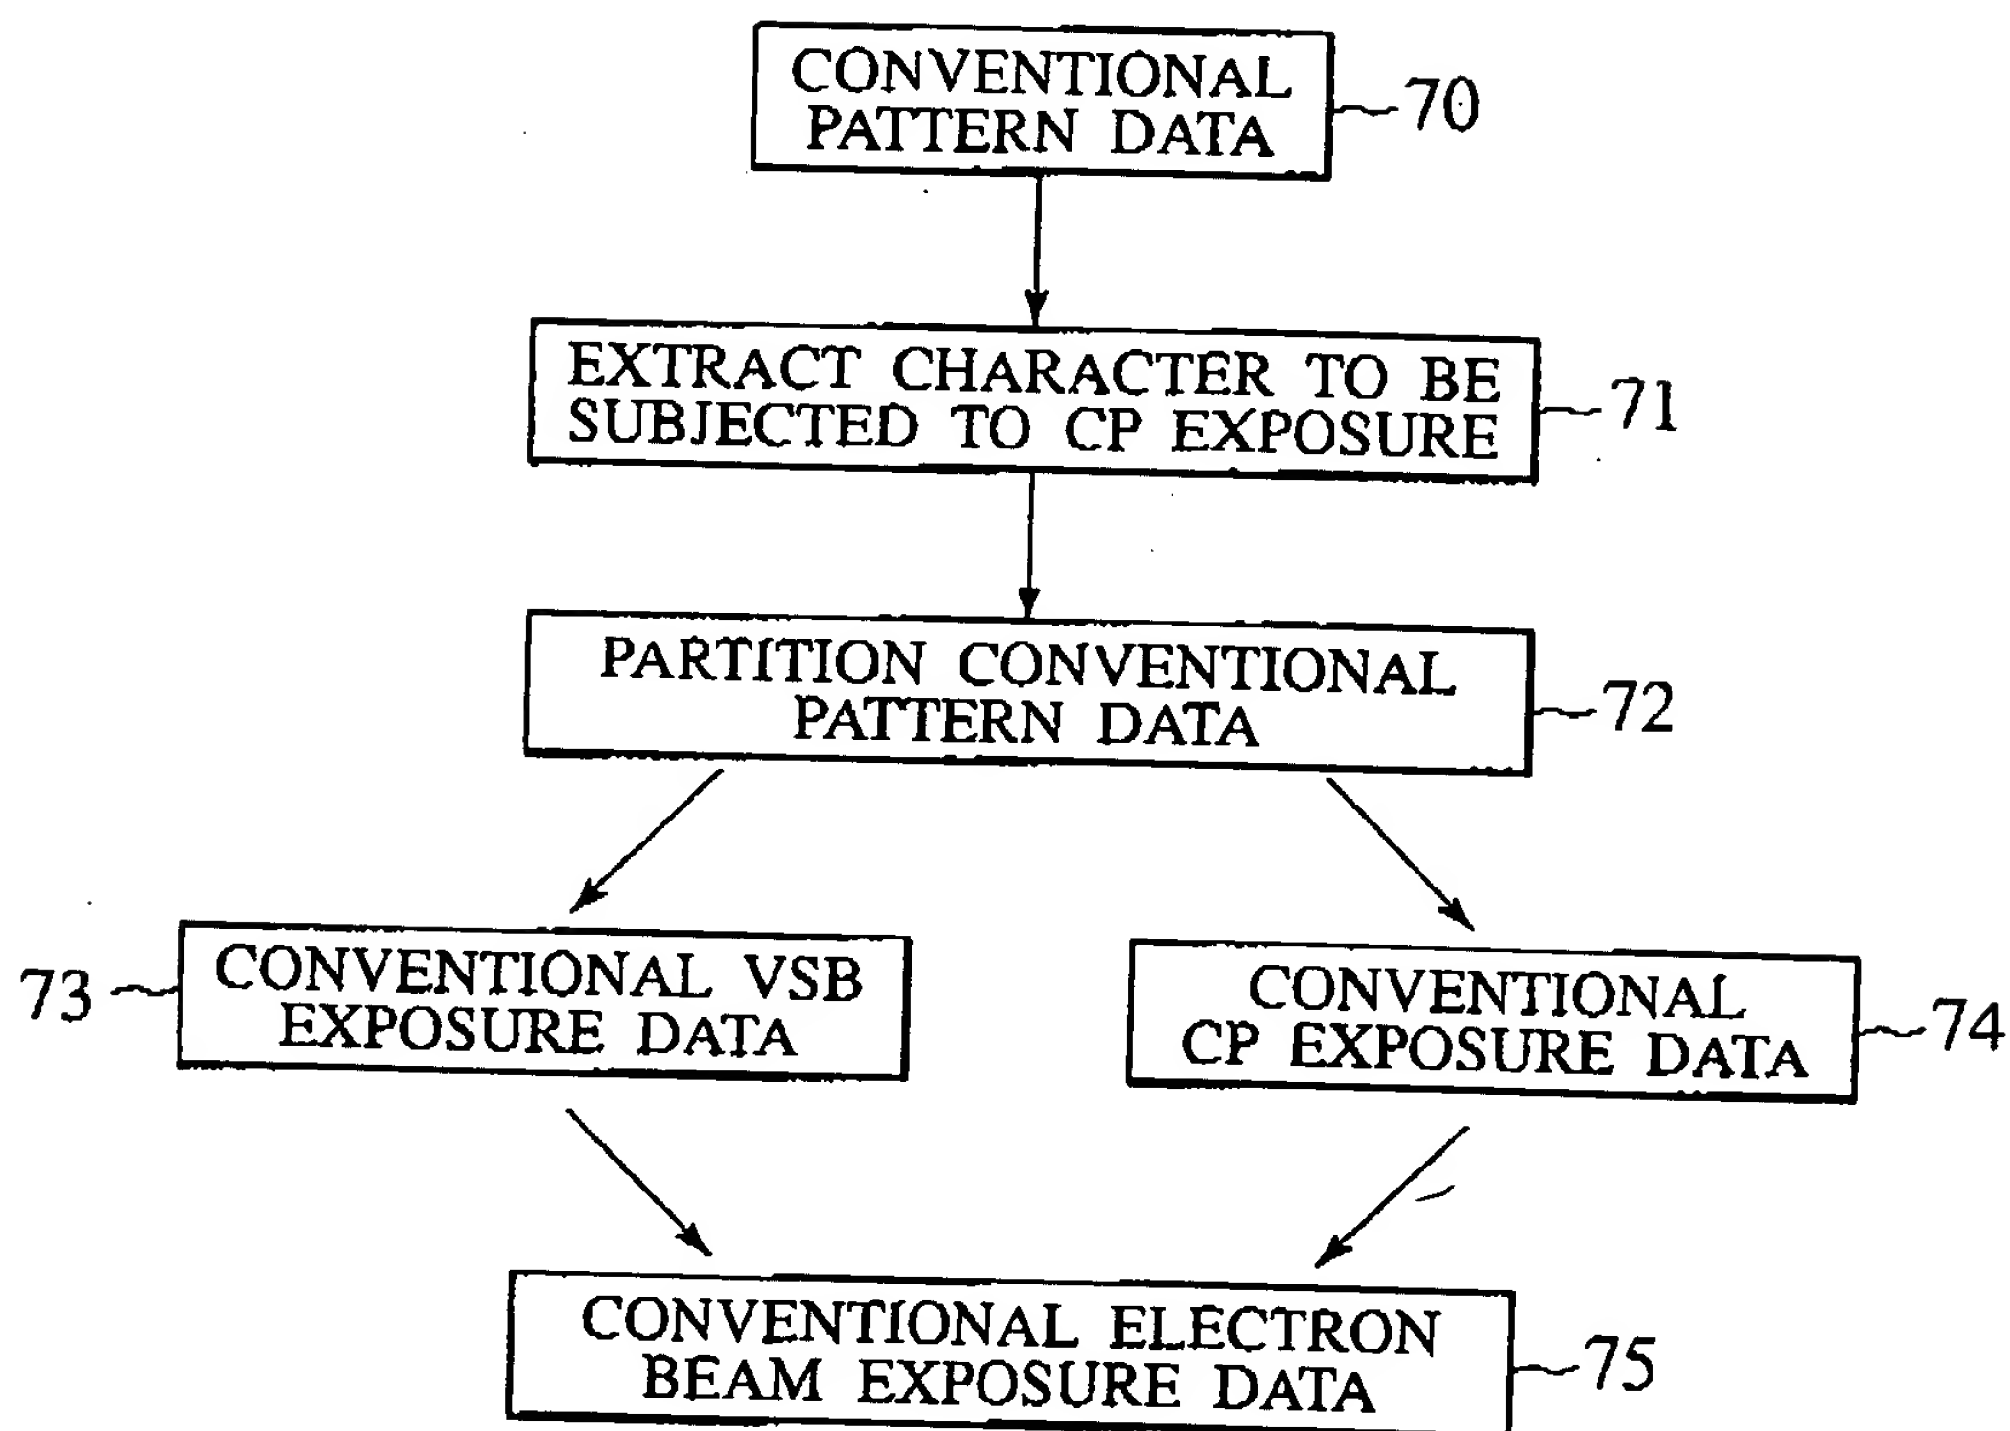 CONVENTIONAL
PATTERN DATA
70
EXTRACT CHARACTER TO BE
SUBJECTED TO CP EXPOSURE
71
PARTITION CONVENTIONAL
PATTERN DATA
72
73
CONVENTIONAL VSB
EXPOSURE DATA
CONVENTIONAL
CP EXPOSURE DATA
74
CONVENTIONAL ELECTRON
BEAM EXPOSURE DATA
75